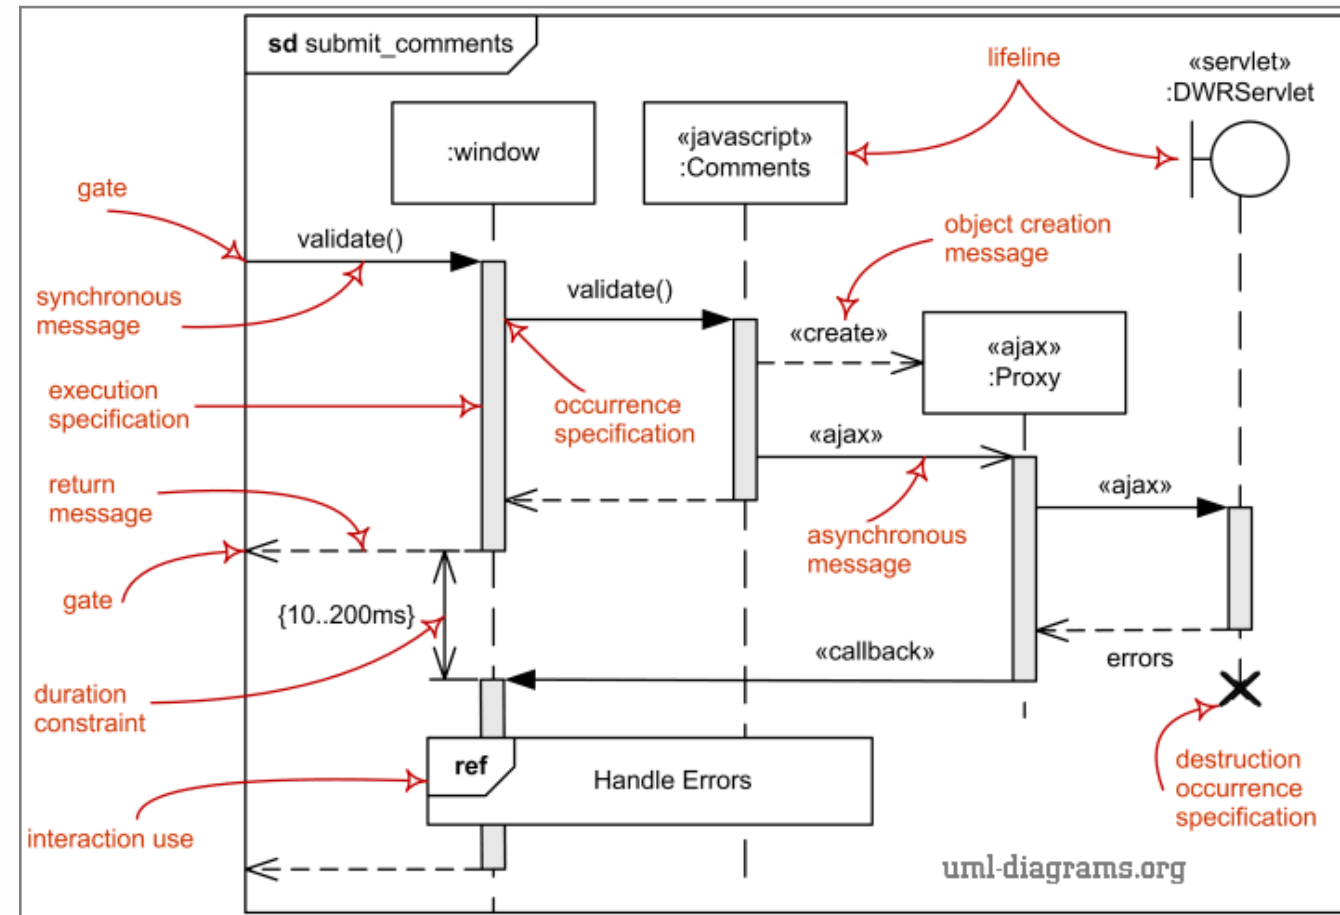 sd submit_comments
lifeline
«servlet»
:DWRServlet
:window
«javascript»
:Comments
gate
validate()
object creation
message
synchronous
message
validate()
«create»
«ajax»
:Proxy
execution
specification
occurrence
specification
«ajax»
return
message
«ajax»
asynchronous
message
gate
{10..200ms}
«callback»
errors
duration
constraint
ref
Handle Errors
destruction
occurrence
specification
interaction use
uml-diagrams.org